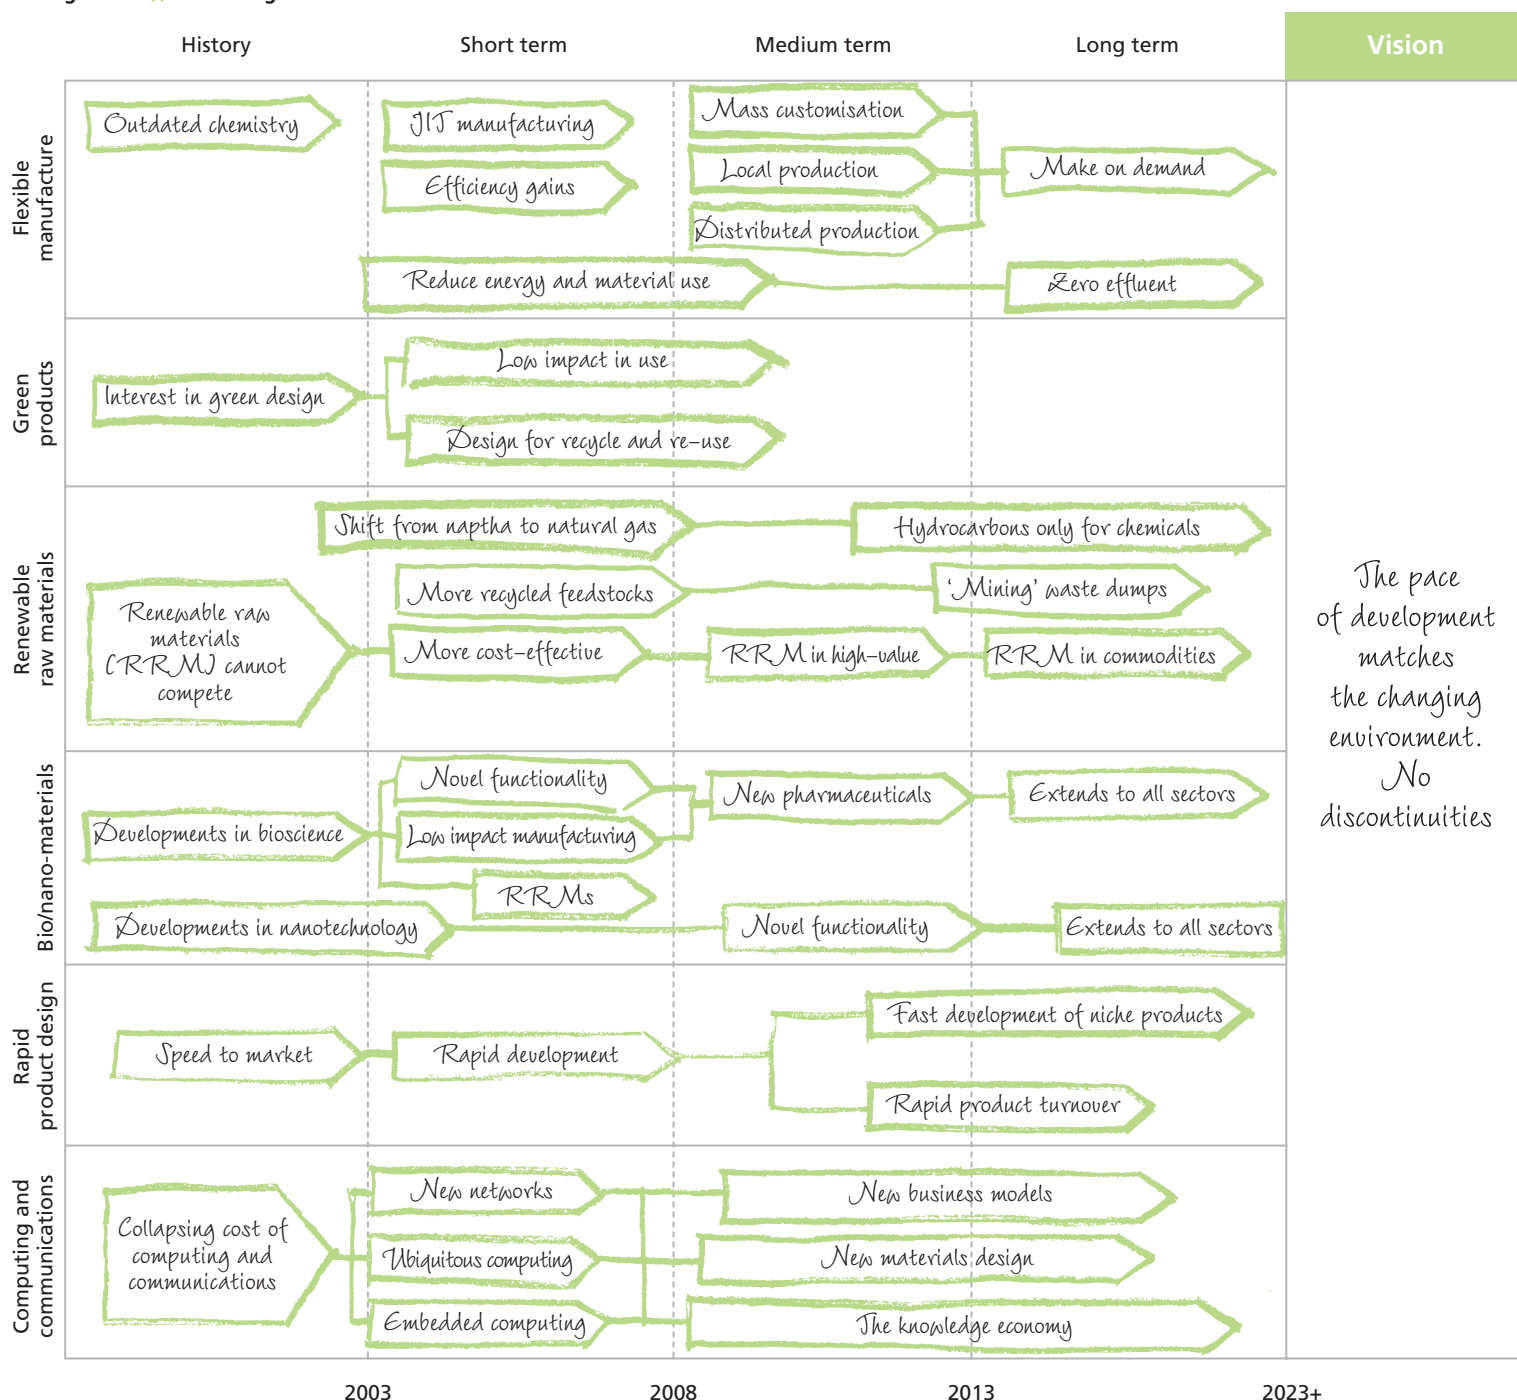 History
Short term
Medium term
Long term
Vision
Flexible
manufacture
Outdated chemistry
JIT manufacturing
Efficiency gains
Mass customisation
Local production
Distributed production
Make on demand
Reduce energy and material use
Zero effluent
Green
products
Interest in green design
Low impact in use
Design for recycle and re-use
Renewable
raw materials
Shift from naptha to natural gas
Hydrocarbons only for chemicals
More recycled feedstocks
'Mining' waste dumps
Renewable raw
materials
(RRM) cannot
compete
More cost-effective
RRM in high-value
RRM in commodities
Bio/nano-materials
Developments in bioscience
Novel functionality
Low impact manufacturing
RRMs
New pharmaceuticals
Extends to all sectors
Developments in nanotechnology
Novel functionality
Extends to all sectors
Rapid
product design
Speed to market
Rapid development
Fast development of niche products
Rapid product turnover
Computing and
communications
Collapsing cost of
computing and
communications
New networks
Ubiquitous computing
Embedded computing
New business models
New materials design
The knowledge economy
The pace
of development
matches
the changing
environment.
No
discontinuities
2003
2008
2013
2023+